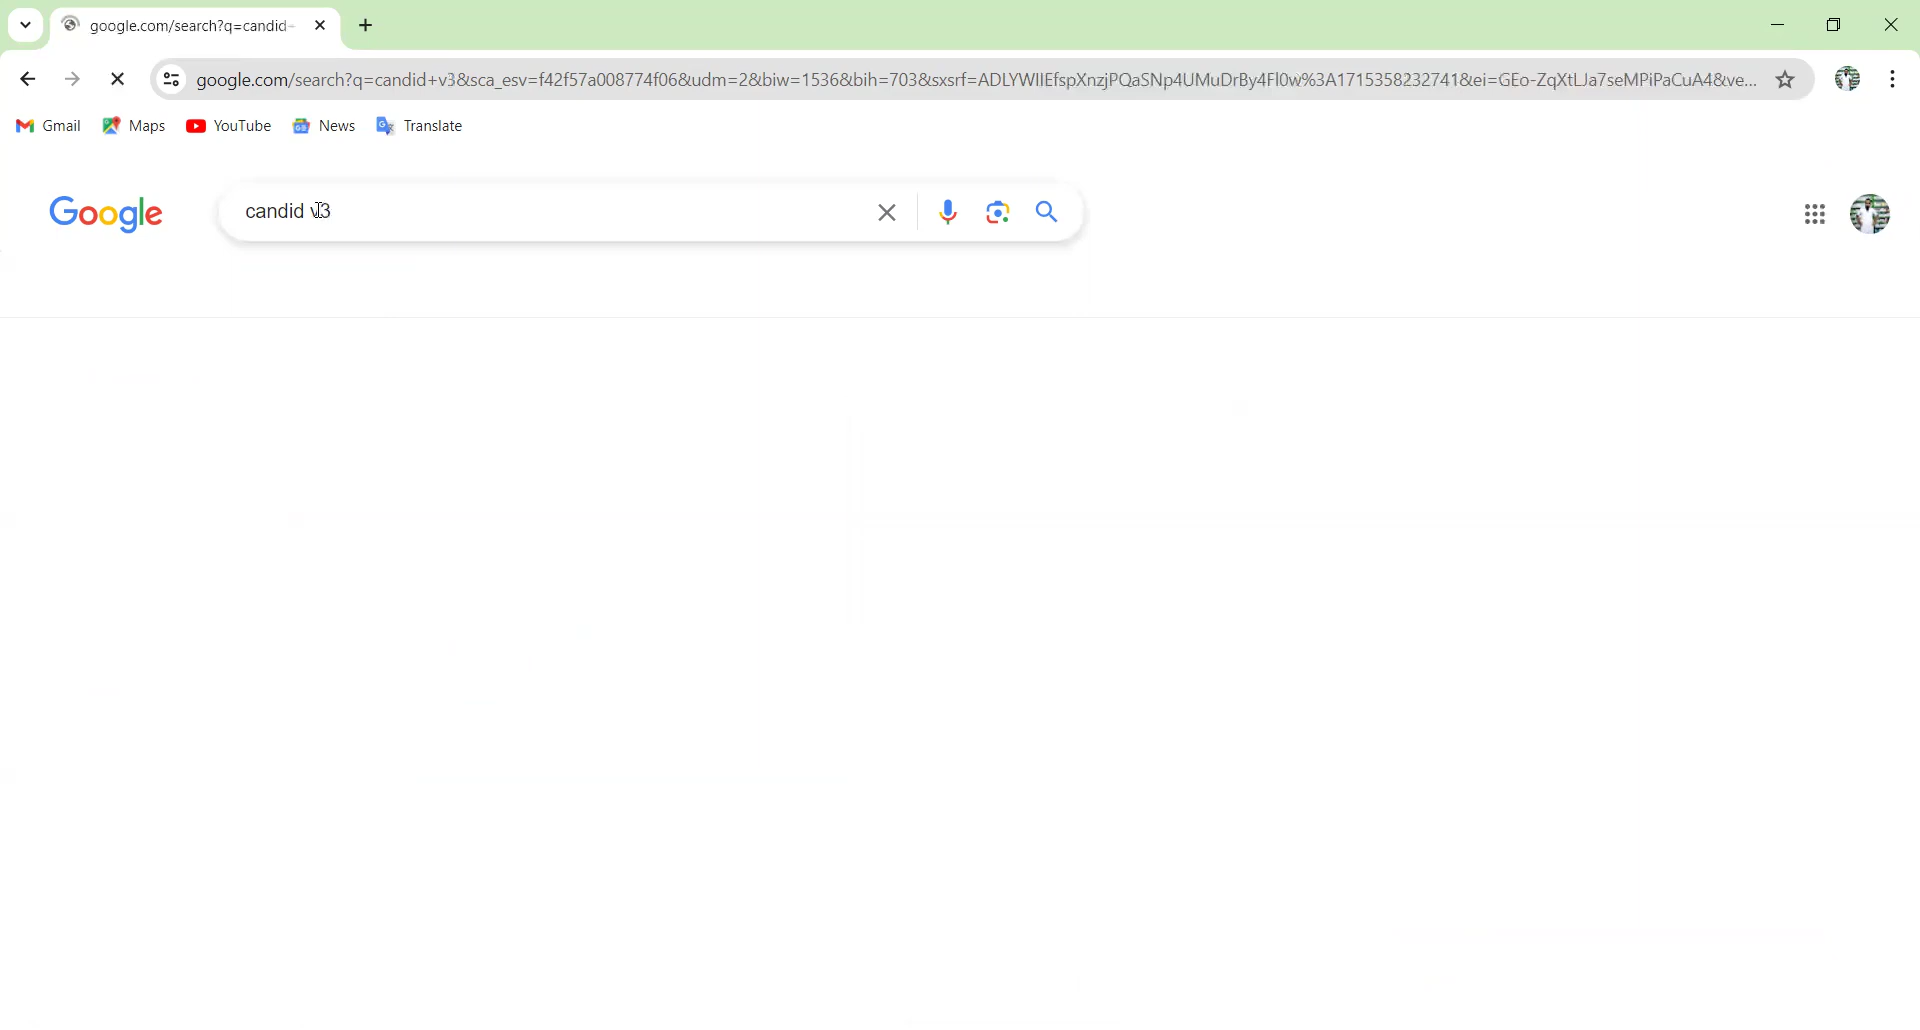 google.com/search?q=candid-
google.com/search?q=candid+v3&sca_esv=f42f57a008774f06&udm=2&biw=1536&bih=703&sxsrf=ADLYWIIEfspXnzjPQaSNp4UMuDrBy4Fl0w%3A1715358232741&ei=GEo-ZqXtLJa7seMPiPaCuA4&ve...
Gmail Maps YouTube News Translate
Google candid v3